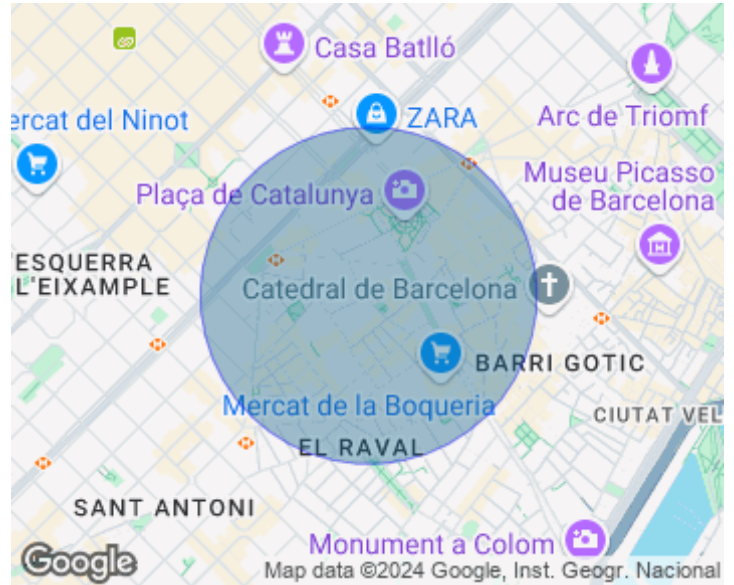 Casa Batlló
ZARA
Arc de Triomf
ercat del Ninot
Museu Picasso
de Barcelona
Plaça de Catalunya
ESQUERRA
L'EIXAMPLE
Catedral de Barcelona
BARRI GOTIC
Mercat de la Boqueria
CIUTAT VEL
EL RAVAL
SANT ANTONI
Monument a Colom
Google
Map data ©2024 Google, Inst. Geogr. Nacional